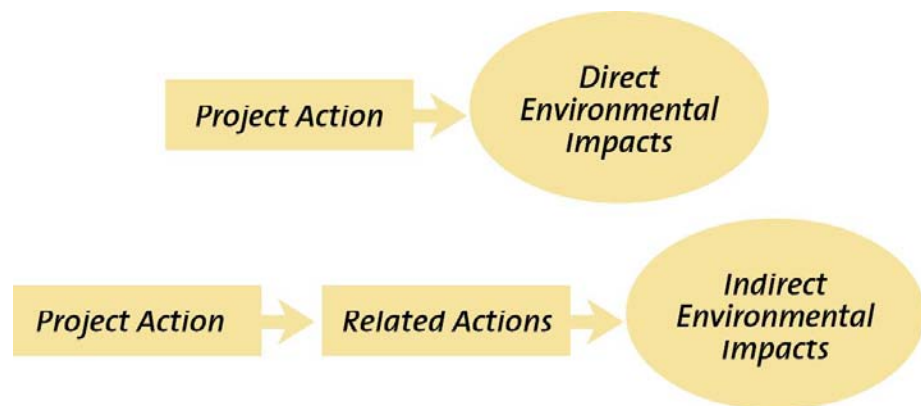 Project Action
Direct
Environmental
Impacts
Project Action
Related Actions
Indirect
Environmental
Impacts